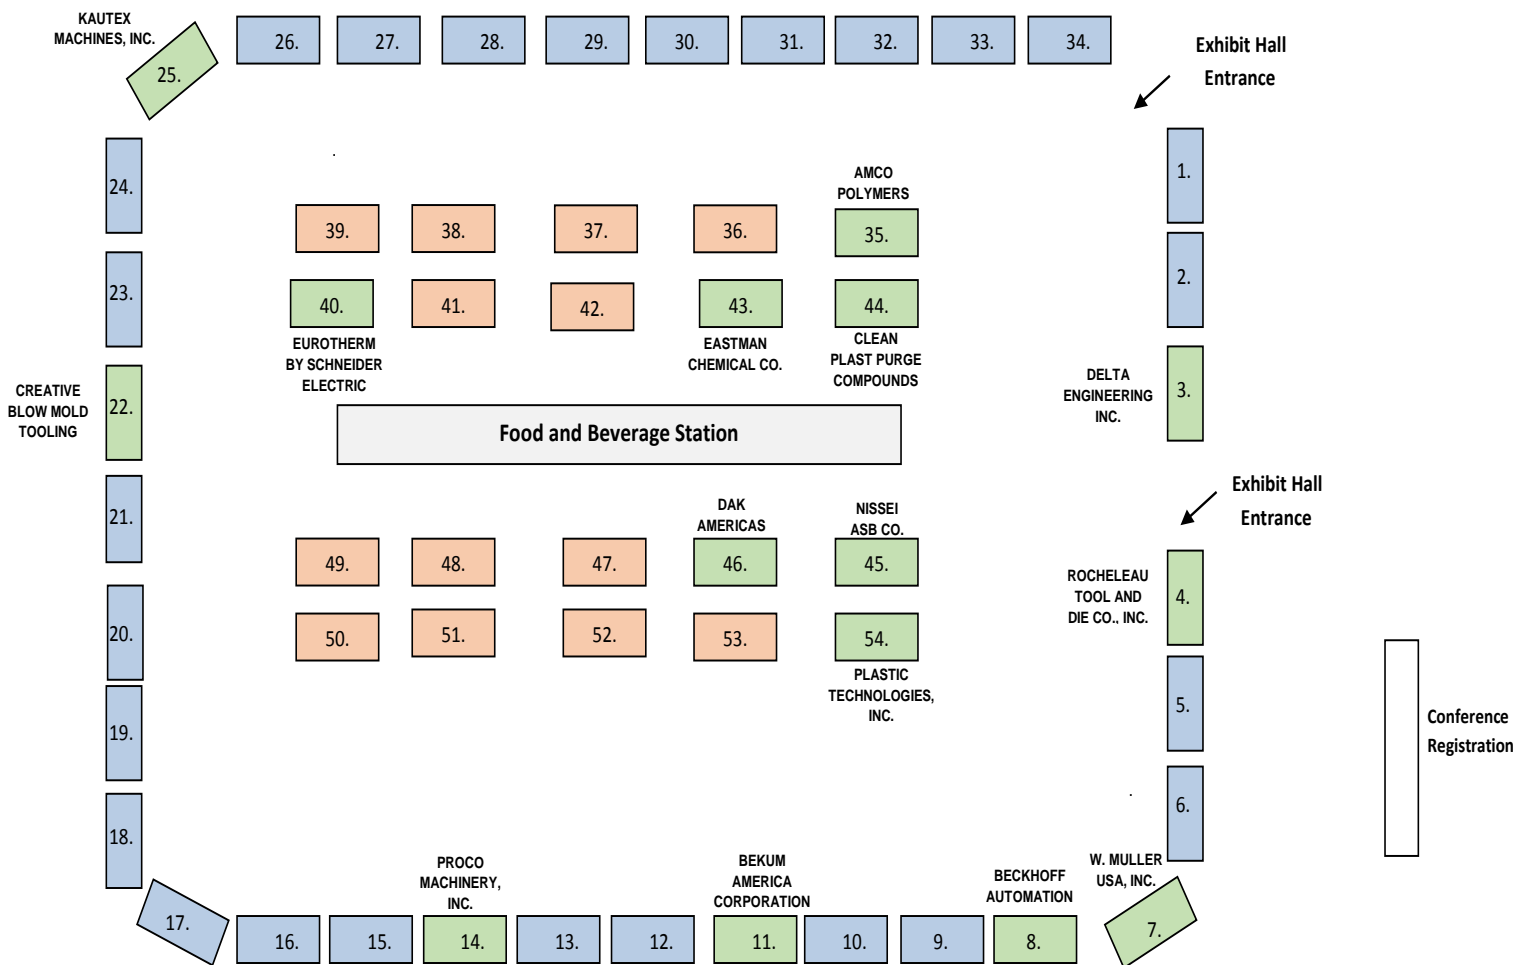 KAUTEX
MACHINES, INC.
25.
26.
27.
28.
29.
30.
31.
32.
33.
34.
Exhibit Hall
Entrance
24.
23.
CREATIVE
BLOW MOLD
TOOLING
22.
21.
20.
19.
18.
17.
AMCO
POLYMERS
39.
38.
37.
36.
35.
40.
41.
42.
43.
44.
EUROTHERM
BY SCHNEIDER
ELECTRIC
EASTMAN
CHEMICAL CO.
CLEAN
PLAST PURGE
COMPOUNDS
Food and Beverage Station
DAK
AMERICAS
NISSEI
ASB CO.
49.
48.
47.
46.
45.
50.
51.
52.
53.
54.
PLASTIC
TECHNOLOGIES,
INC.
1.
2.
DELTA
ENGINEERING
INC.
3.
Exhibit Hall
Entrance
ROCHELEAU
TOOL AND
DIE CO., INC.
4.
5.
6.
Conference
Registration
PROCO
MACHINERY,
INC.
BEKUM
AMERICA
CORPORATION
BECKHOFF
AUTOMATION
W. MULLER
USA, INC.
16.
15.
14.
13.
12.
11.
10.
9.
8.
7.